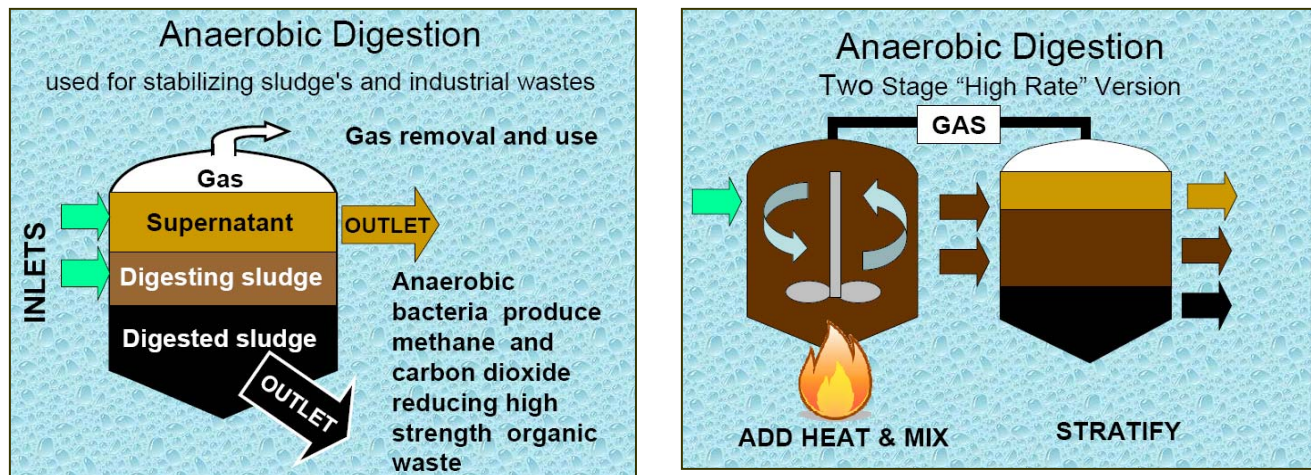 Anaerobic Digestion
used for stabilizing sludge's and industrial wastes
Gas removal and use
Gas
Supernatant
OUTLET
INLETS
Digesting sludge
Digested sludge
OUTLET
Anaerobic
bacteria produce
methane and
carbon dioxide
reducing high
strength organic
waste
Anaerobic Digestion
Two Stage “High Rate” Version
GAS
ADD HEAT & MIX
STRATIFY